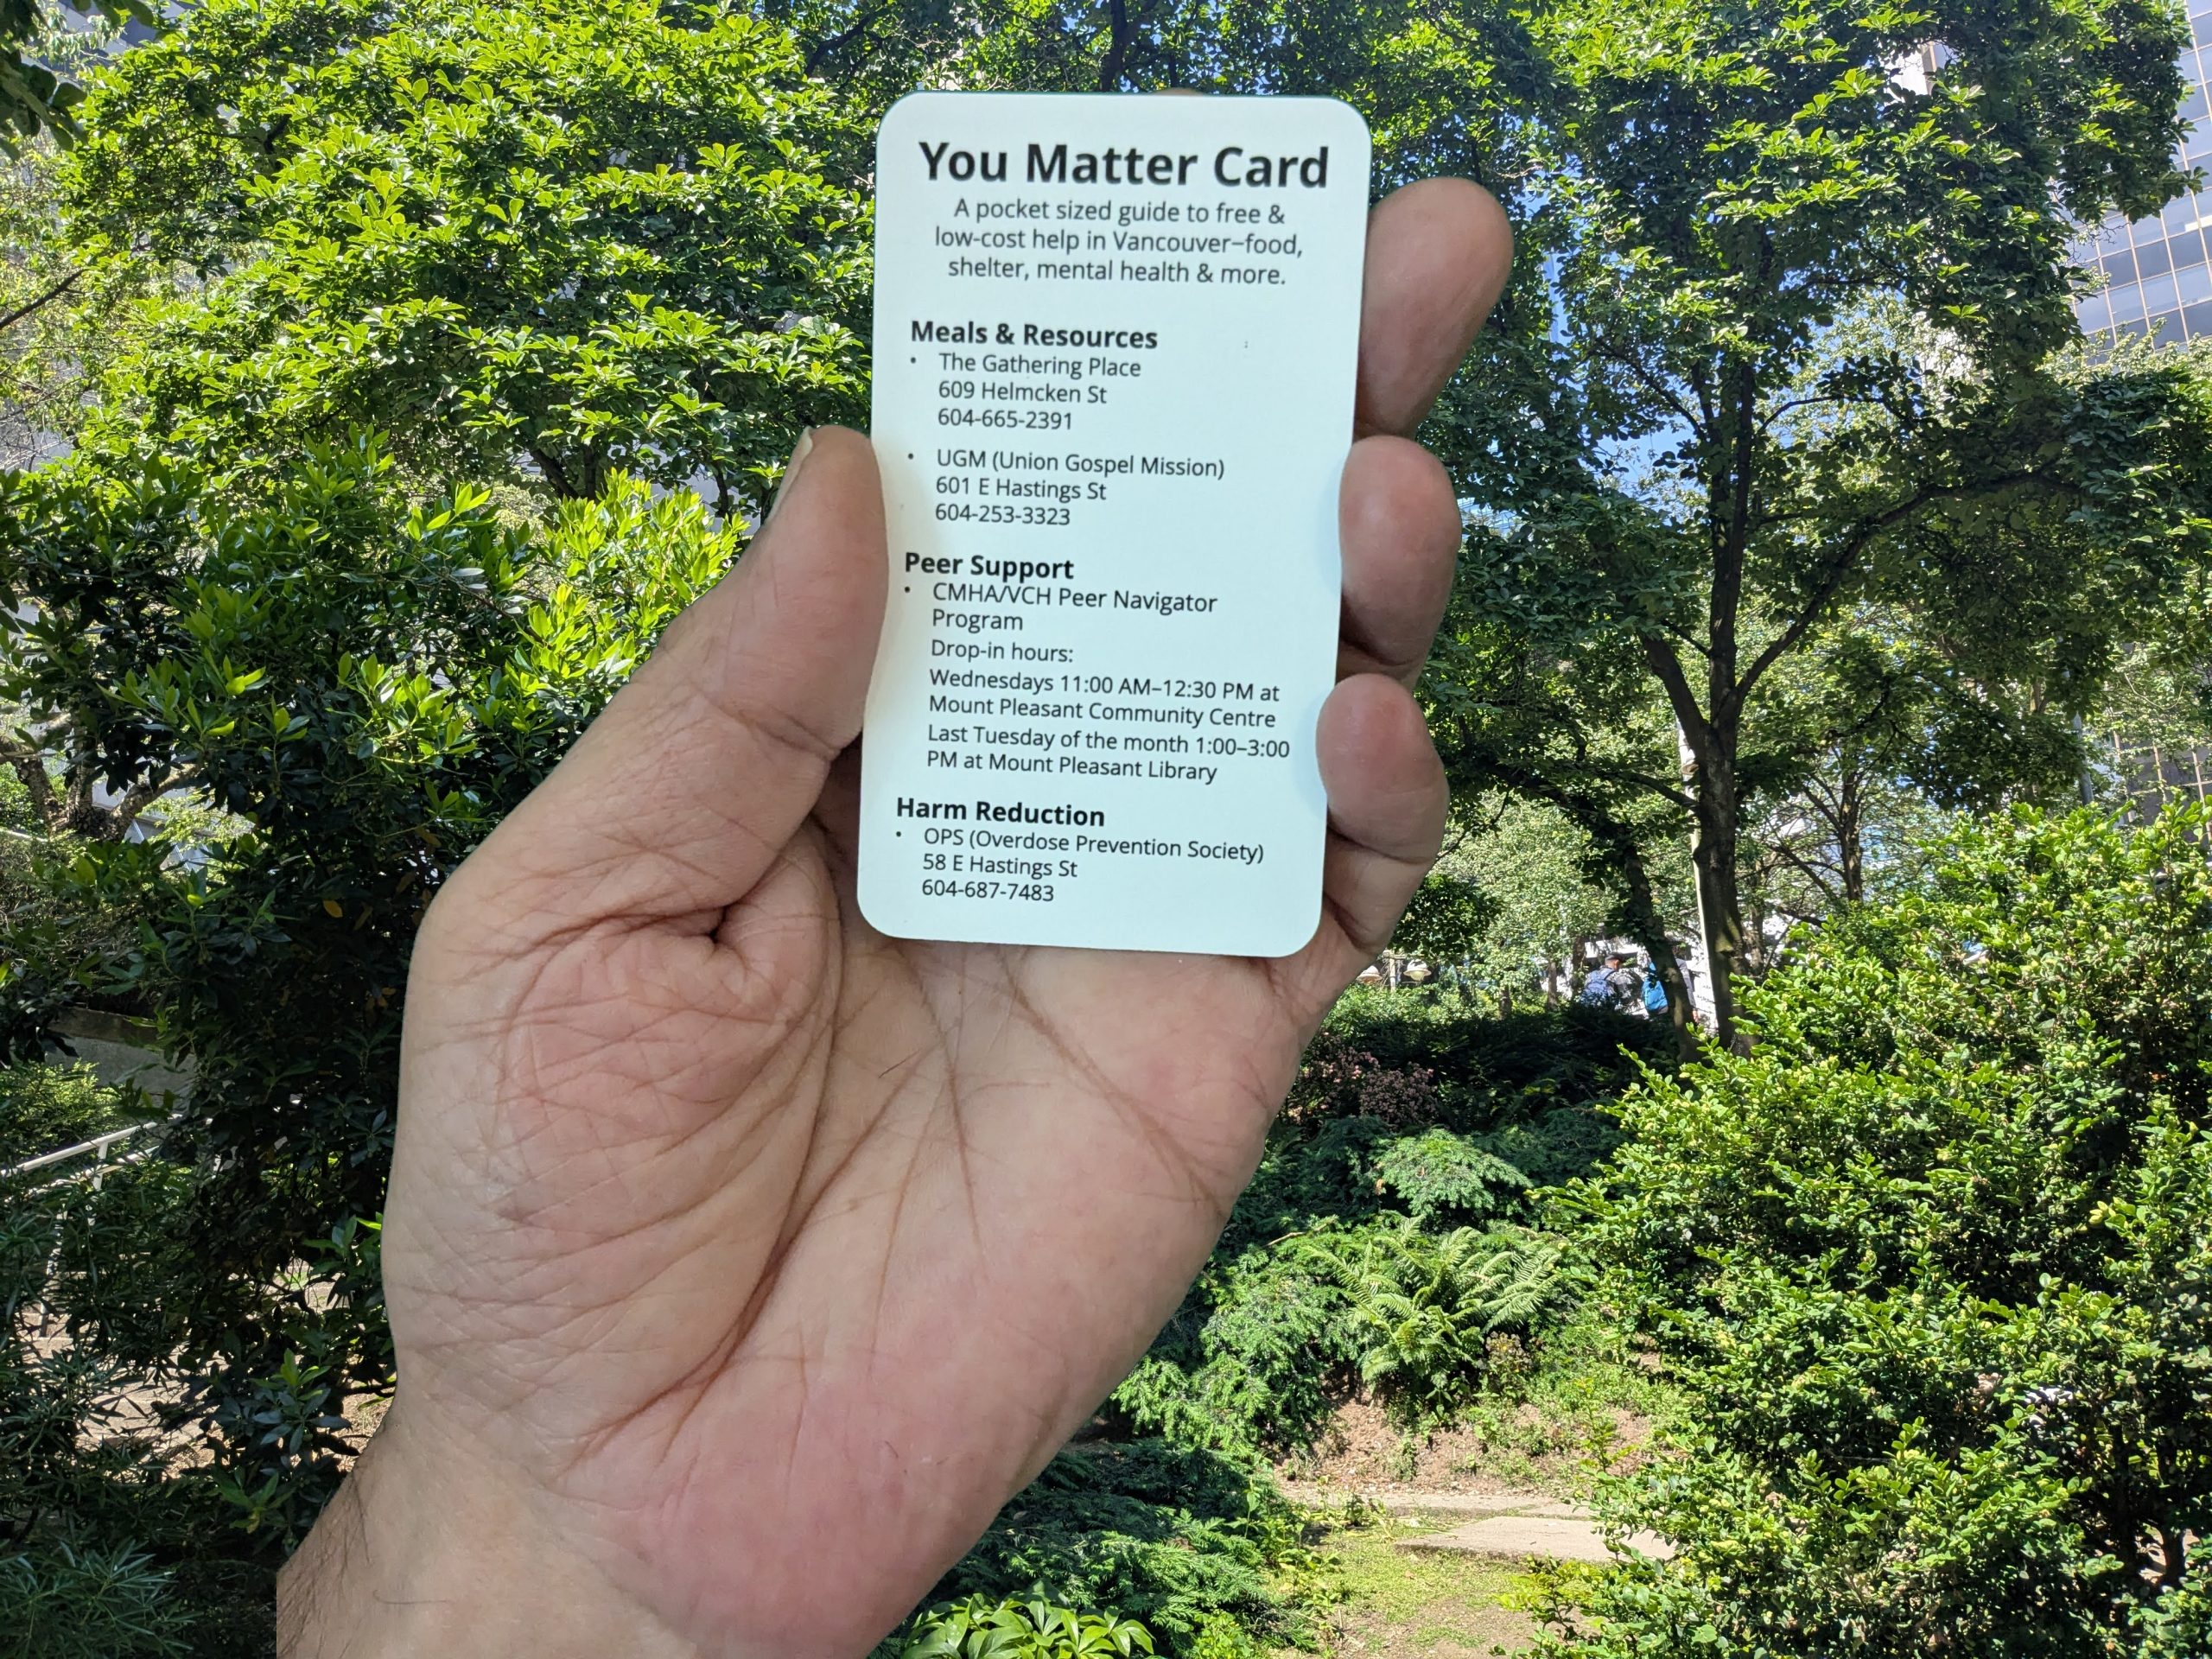 You Matter Card
A pocket sized guide to free &
low-cost help in Vancouver–food,
shelter, mental health & more.
Meals & Resources
• The Gathering Place
609 Helmcken St
604-665-2391
• UGM (Union Gospel Mission)
601 E Hastings St
604-253-3323
Peer Support
• CMHA/VCH Peer Navigator
Program
Drop-in hours:
Wednesdays 11:00 AM–12:30 PM at
Mount Pleasant Community Centre
Last Tuesday of the month 1:00–3:00
PM at Mount Pleasant Library
Harm Reduction
• OPS (Overdose Prevention Society)
58 E Hastings St
604-687-7483